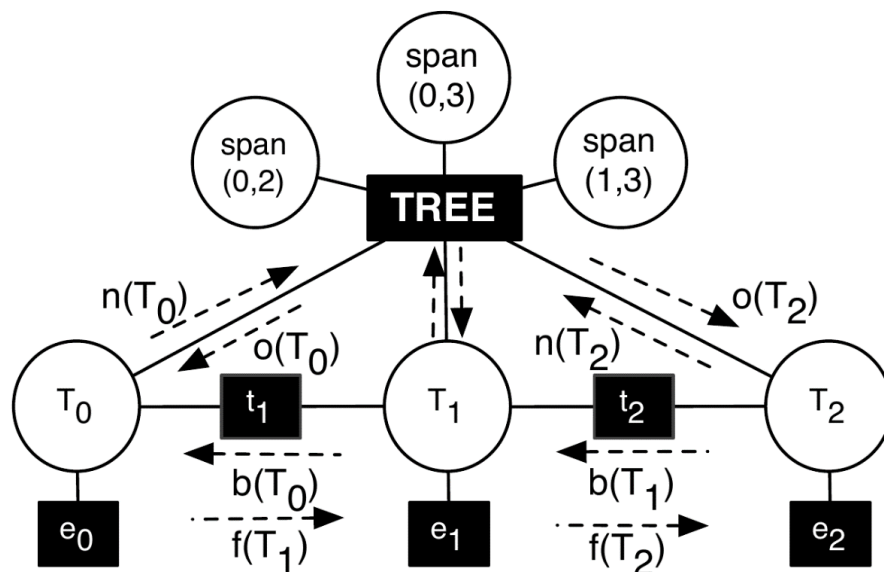 span
(0,3)
span
(0,2)
span
(1,3)
TREE
n(T₀)
o(T₀)
n(T₂)
o(T₂)
T₀
t₁
T₁
t₂
T₂
b(T₀)
b(T₁)
e₀
f(T₁)
e₁
f(T₂)
e₂